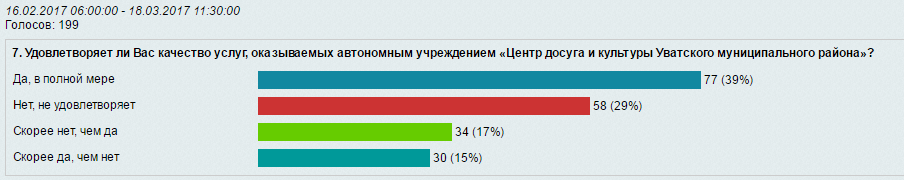 16.02.2017 06:00:00 - 18.03.2017 11:30:00
Голосов: 199
7. Удовлетворяет ли Вас качество услуг, оказываемых автономным учреждением «Центр досуга и культуры Уватского муниципального района»?
Да, в полной мере 77 (39%)
Нет, не удовлетворяет 58 (29%)
Скорее нет, чем да 34 (17%)
Скорее да, чем нет 30 (15%)